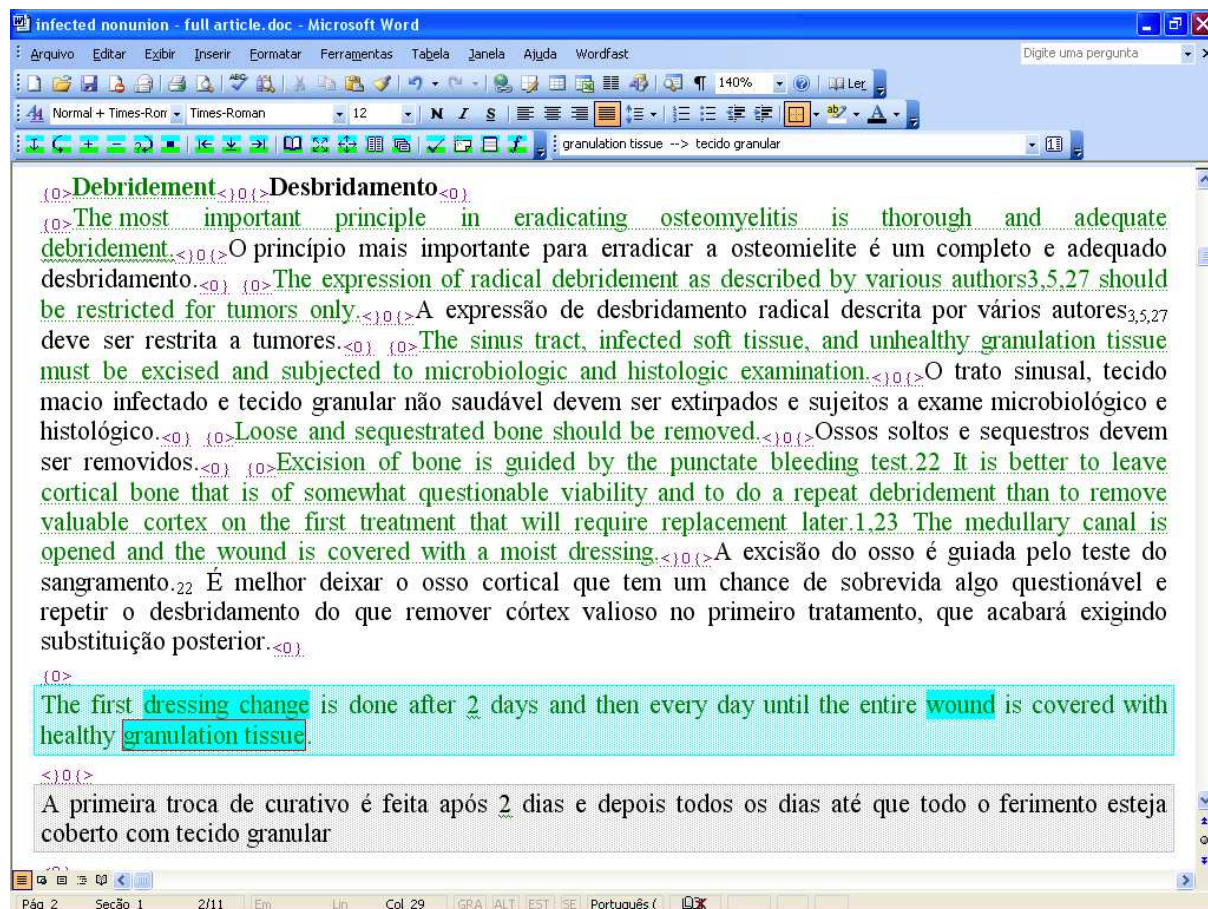 infected nonunion - full article.doc - Microsoft Word
Arquivo Editar Exibir Inserir Formatar Ferramentas Tabela Janela Ajuda Wordfast Digite uma pergunta
140% Ler
Normal + Times-Ron Times-Roman 12 N I S
granulation tissue --> tecido granular
{0>Debridement<}0{>Desbridamento<0}
{0>The most important principle in eradicating osteomyelitis is thorough and adequate
debridement.<}0{>O princípio mais importante para erradicar a osteomielite é um completo e adequado
desbridamento.<0} {0>The expression of radical debridement as described by various authors3,5,27 should
be restricted for tumors only.<}0{>A expressão de desbridamento radical descrita por vários autores3,5,27
deve ser restrita a tumores.<0} {0>The sinus tract, infected soft tissue, and unhealthy granulation tissue
must be excised and subjected to microbiologic and histologic examination.<}0{>O trato sinusal, tecido
macio infectado e tecido granular não saudável devem ser extirpados e sujeitos a exame microbiológico e
histológico.<0} {0>Loose and sequestrated bone should be removed.<}0{>Ossos soltos e sequestros devem
ser removidos.<0} {0>Excision of bone is guided by the punctate bleeding test.22 It is better to leave
cortical bone that is of somewhat questionable viability and to do a repeat debridement than to remove
valuable cortex on the first treatment that will require replacement later.1,23 The medullary canal is
opened and the wound is covered with a moist dressing.<}0{>A excisão do osso é guiada pelo teste do
sangramento.22 É melhor deixar o osso cortical que tem um chance de sobrevida algo questionável e
repetir o desbridamento do que remover córtex valioso no primeiro tratamento, que acabará exigindo
substituição posterior.<0}
{0>
The first dressing change is done after 2 days and then every day until the entire wound is covered with
healthy granulation tissue.
<}0{>
A primeira troca de curativo é feita após 2 dias e depois todos os dias até que todo o ferimento esteja
coberto com tecido granular
Pág 2 Seção 1 2/11 Em Lin Col 29 GRA ALT EST SE Português (